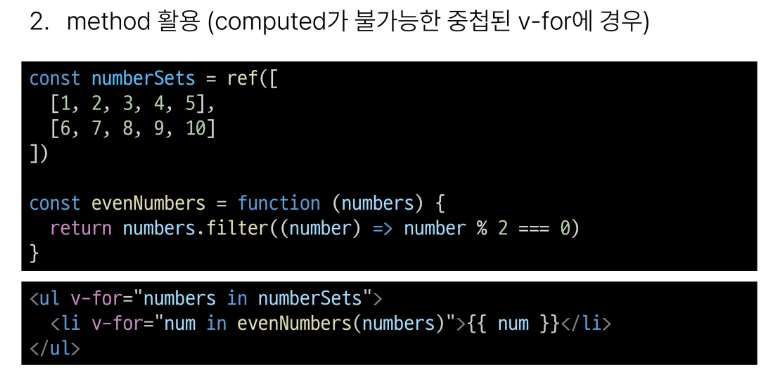 2. method 활용 (computed가 불가능한 중첩된 v-for에 경우)
const numberSets = ref([
  [1, 2, 3, 4, 5],
  [6, 7, 8, 9, 10]
])
const evenNumbers = function (numbers) {
  return numbers.filter((number) => number % 2 === 0)
}
<ul v-for="numbers in numberSets">
  <li v-for="num in evenNumbers(numbers)">{{ num }}</li>
</ul>